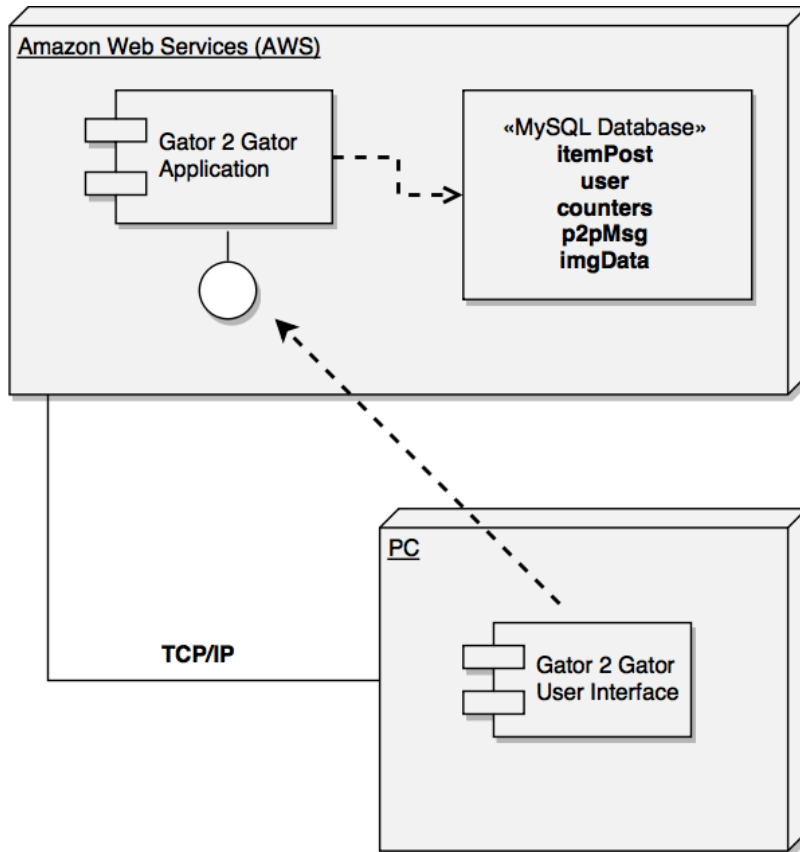 Amazon Web Services (AWS)
Gator 2 Gator
Application
«MySQL Database»
itemPost
user
counters
p2pMsg
imgData
PC
TCP/IP
Gator 2 Gator
User Interface